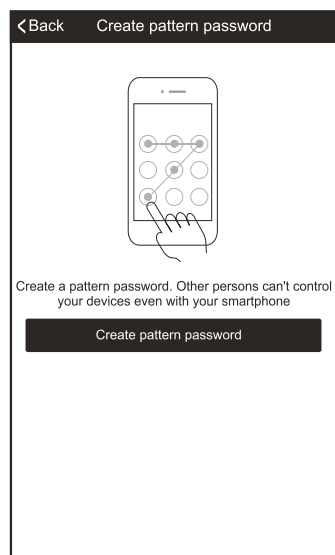 Back Create pattern password
Create a pattern password. Other persons can't control
your devices even with your smartphone
Create pattern password